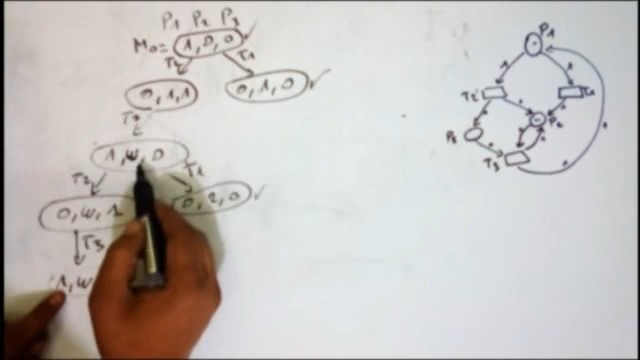 P1 P2 P3
M0= 1,0,0
T2 T1
0,1,1 0,1,0
T3
1,W,0
T2 T1
0,W,1 0,2,0
T3
1,W
P1
T2 T1
P2
P3
T3